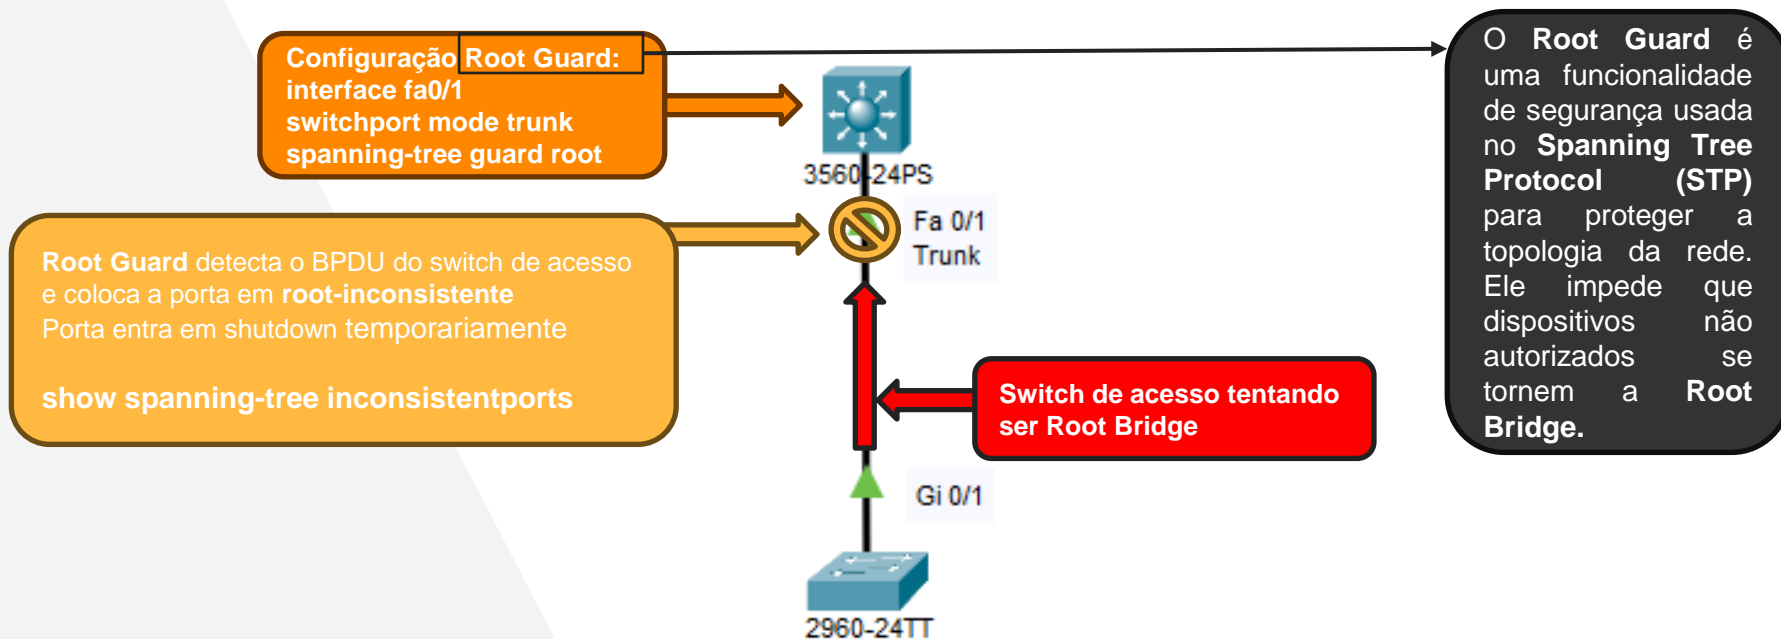 Configuração Root Guard:
interface fa0/1
switchport mode trunk
spanning-tree guard root
3560-24PS
Fa 0/1
Trunk
Root Guard detecta o BPDU do switch de acesso
e coloca a porta em root-inconsistente
Porta entra em shutdown temporariamente
show spanning-tree inconsistentports
Switch de acesso tentando
ser Root Bridge
Gi 0/1
2960-24TT
O Root Guard é
uma funcionalidade
de segurança usada
no Spanning Tree
Protocol (STP)
para proteger a
topologia da rede.
Ele impede que
dispositivos não
autorizados se
tornem a Root
Bridge.